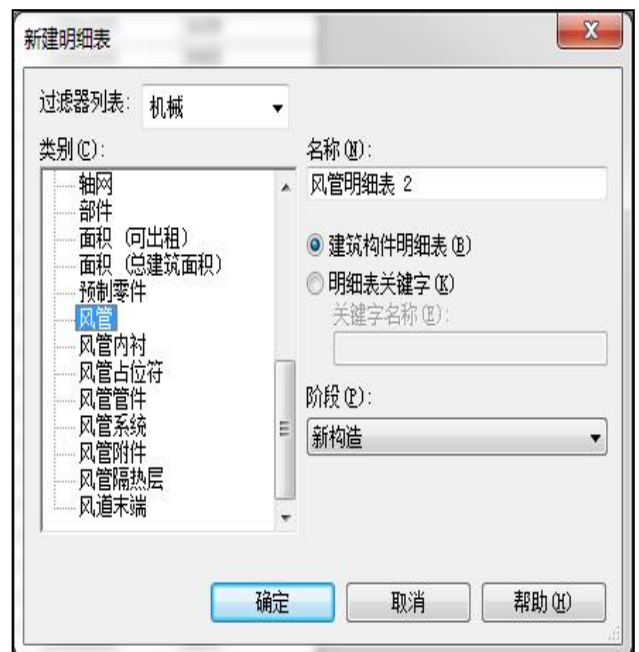 新建明细表
过滤器列表: 机械
类别(C):
轴网
部件
面积 (可出租)
面积 (总建筑面积)
预制零件
风管
风管内衬
风管占位符
风管管件
风管系统
风管附件
风管隔热层
风道末端
名称(N):
风管明细表 2
建筑构件明细表(B)
明细表关键字(K)
关键字名称(E):
阶段(P):
新构造
确定 取消 帮助(H)